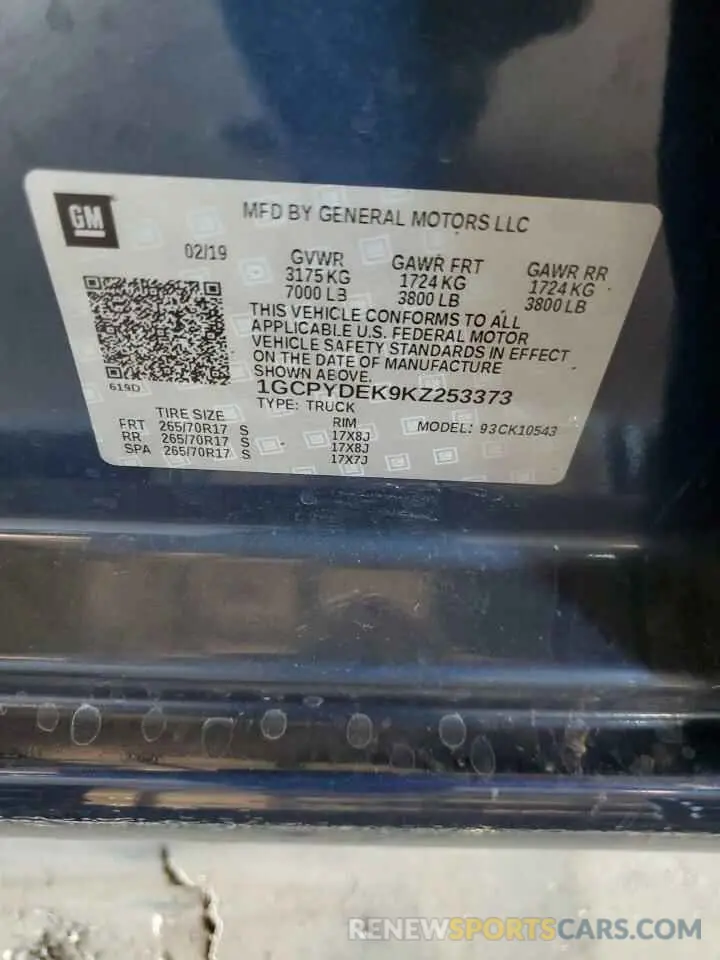 GM
MFD BY GENERAL MOTORS LLC
02/19
GVWR
3175 KG
7000 LB
GAWR FRT
1724 KG
3800 LB
GAWR RR
1724 KG
3800 LB
THIS VEHICLE CONFORMS TO ALL
APPLICABLE U.S. FEDERAL MOTOR
VEHICLE SAFETY STANDARDS IN EFFECT
ON THE DATE OF MANUFACTURE
SHOWN ABOVE.
619D
1GCPYDEK9KZ253373
TYPE: TRUCK
MODEL: 93CK10543
TIRE SIZE RIM
FRT 265/70R17 S 17X8J
RR 265/70R17 S 17X8J
SPA 265/70R17 S 17X7J
RENEWSPORTSCARS.COM